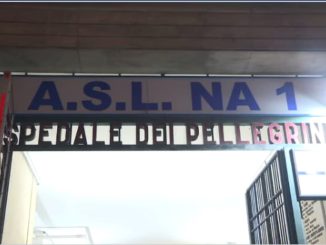 A.S.L. NA 1
SPEDALE DEI PELLEGRIN